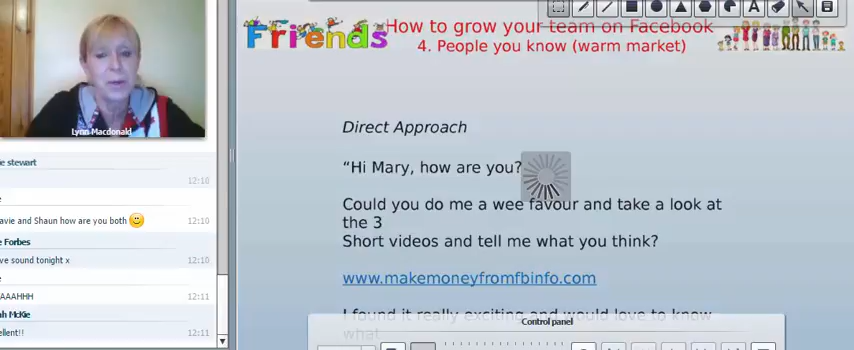 Friends
How to grow your team on Facebook
4. People you know (warm market)
Lynn Macdonald
Direct Approach
“Hi Mary, how are you?
Could you do me a wee favour and take a look at
the 3
Short videos and tell me what you think?
www.makemoneyfromfbinfo.com
I found it really exciting and would love to know
what
Control panel
stewart
12:10
avie and Shaun how are you both
12:10
Forbes
ve sound tonight x
12:10
AAAHHH
12:11
ah McKie
ellent!!
12:11